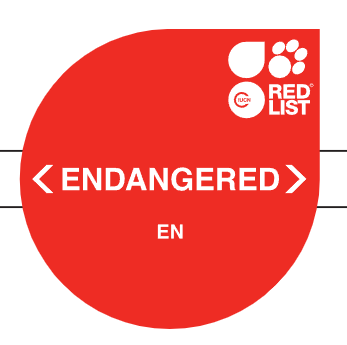 IUCN
RED
LIST
< ENDANGERED >
EN